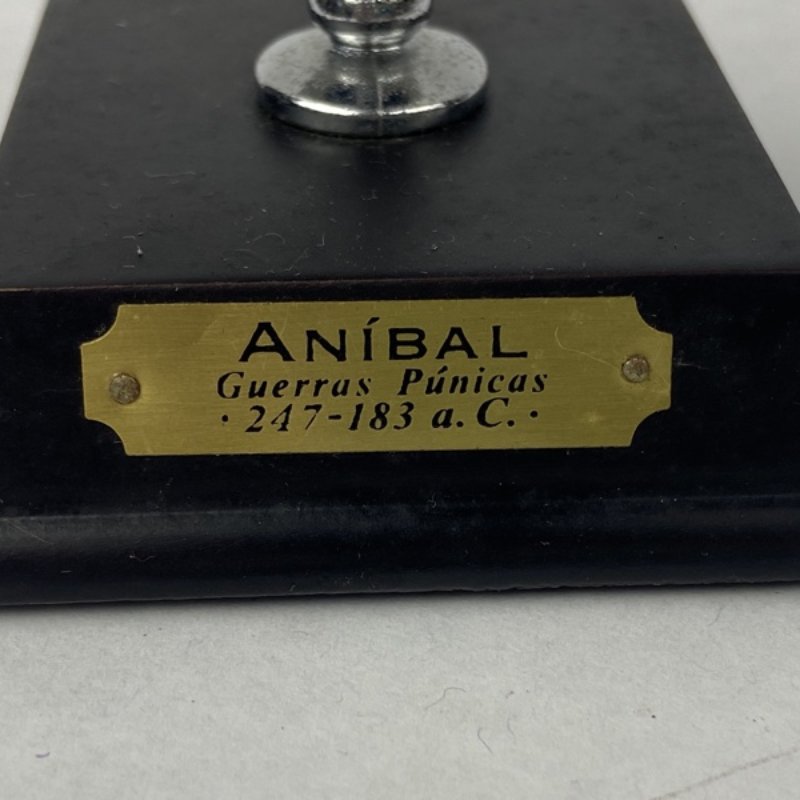 ANÍBAL
Guerras Púnicas
· 247-183 a. C. ·